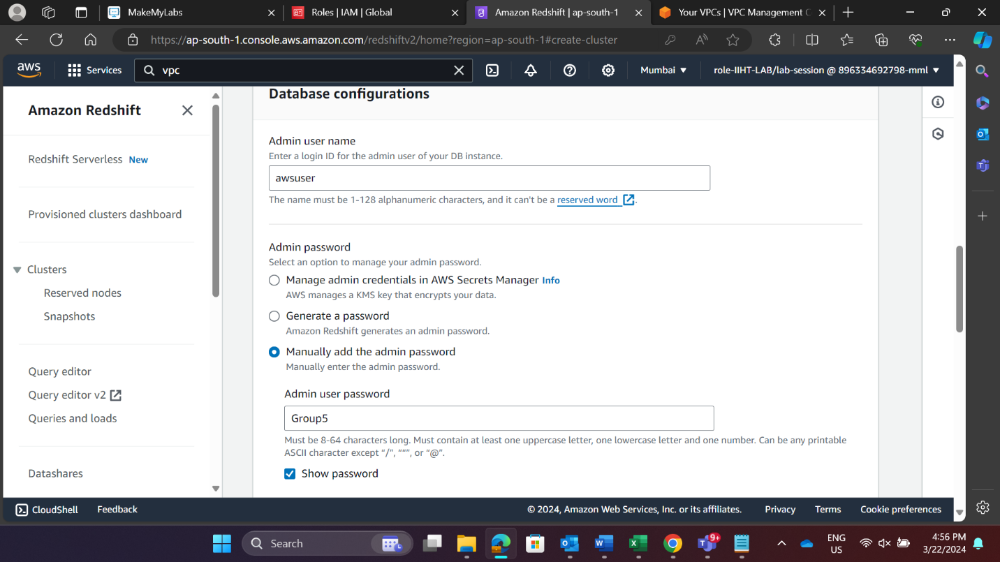 MakeMyLabs
Roles | IAM | Global
Amazon Redshift | ap-south-1
Your VPCs | VPC Management C
https://ap-south-1.console.aws.amazon.com/redshiftv2/home?region=ap-south-1#create-cluster
aws
Services
vpc
Mumbai
role-IIHT-LAB/lab-session @ 896334692798-mml
Amazon Redshift
Redshift Serverless New
Provisioned clusters dashboard
Clusters
Reserved nodes
Snapshots
Query editor
Query editor v2
Queries and loads
Datashares
Database configurations
Admin user name
Enter a login ID for the admin user of your DB instance.
awsuser
The name must be 1-128 alphanumeric characters, and it can't be a reserved word .
Admin password
Select an option to manage your admin password.
Manage admin credentials in AWS Secrets Manager Info
AWS manages a KMS key that encrypts your data.
Generate a password
Amazon Redshift generates an admin password.
Manually add the admin password
Manually enter the admin password.
Admin user password
Group5
Must be 8-64 characters long. Must contain at least one uppercase letter, one lowercase letter and one number. Can be any printable
ASCII character except “/”, “"”, or “@”.
Show password
CloudShell
Feedback
© 2024, Amazon Web Services, Inc. or its affiliates.
Privacy
Terms
Cookie preferences
Search
9+
ENG
US
4:56 PM
3/22/2024